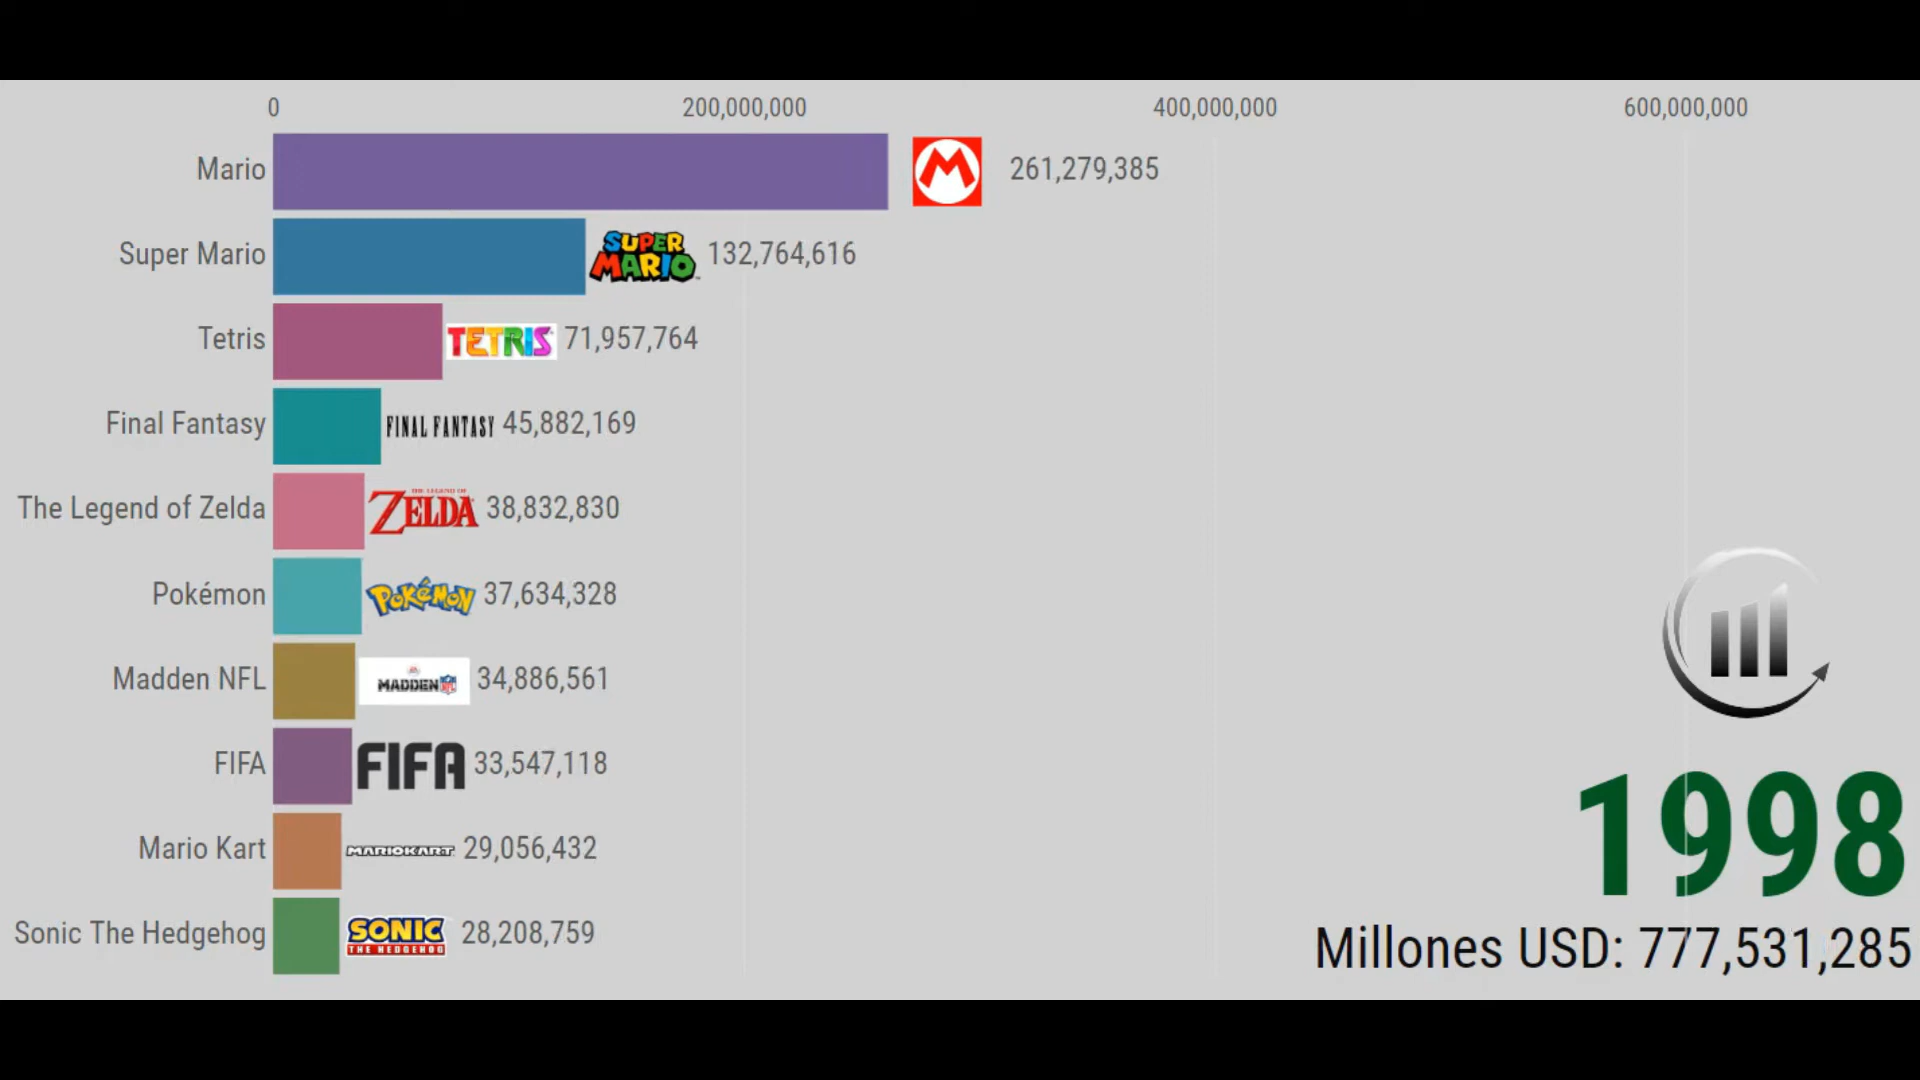 0 200,000,000 400,000,000 600,000,000
Mario M 261,279,385
Super Mario SUPER MARIO 132,764,616
Tetris TETRIS 71,957,764
Final Fantasy FINAL FANTASY 45,882,169
The Legend of Zelda THE LEGEND OF ZELDA 38,832,830
Pokémon POKéMON 37,634,328
Madden NFL MADDEN NFL 34,886,561
FIFA FIFA 33,547,118
Mario Kart MARIOKART 29,056,432
Sonic The Hedgehog SONIC THE HEDGEHOG 28,208,759
1998
Millones USD: 777,531,285